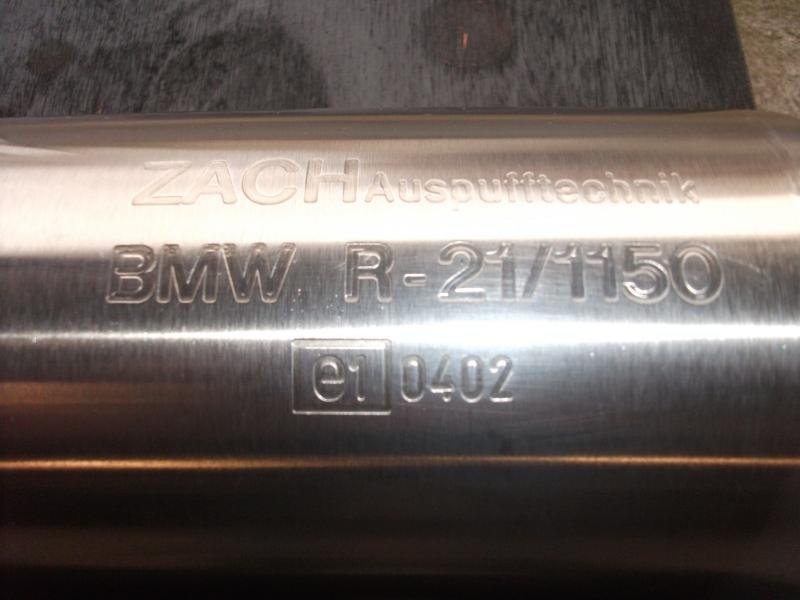 ZACH Auspufftechnik
BMW R-21/1150
e1 0402